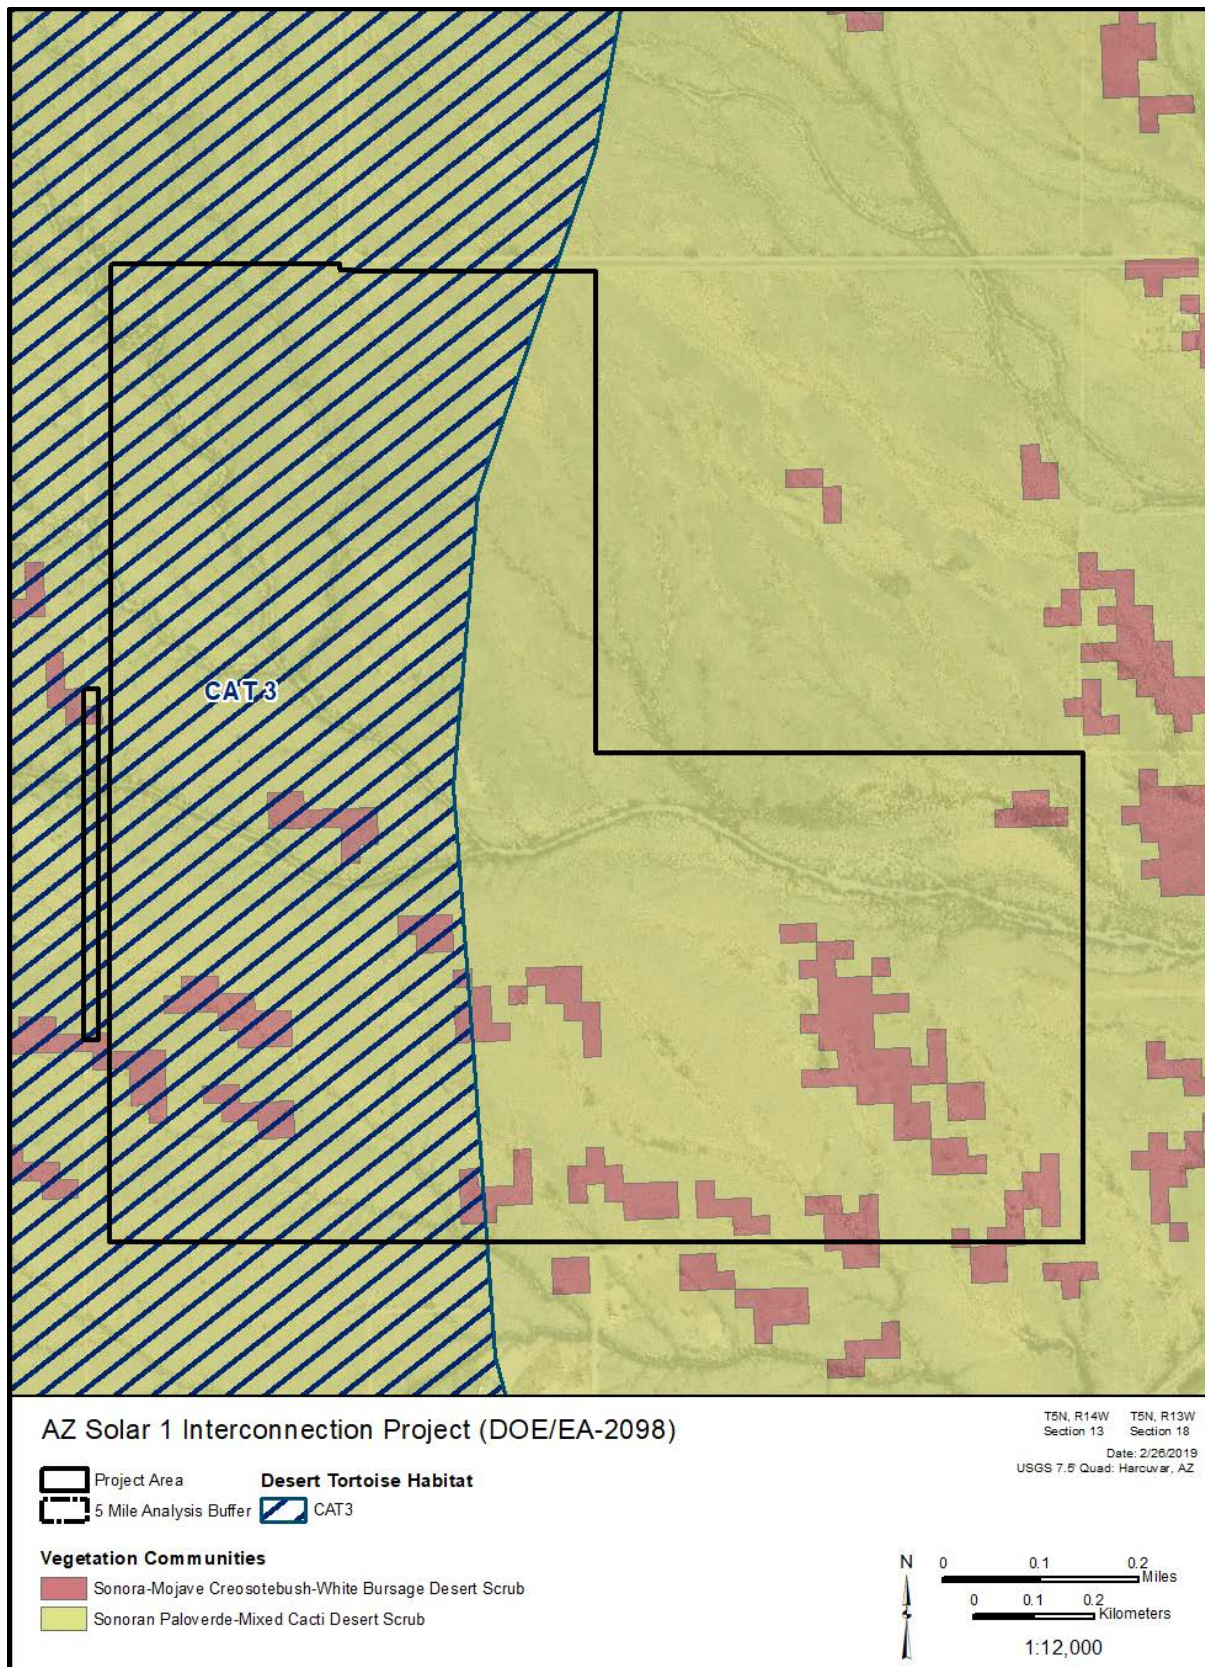 CAT 3
AZ Solar 1 Interconnection Project (DOE/EA-2098)
T5N, R14W T5N, R13W
Section 13 Section 18
Date: 2/26/2019
USGS 7.5' Quad: Harcuvar, AZ
Project Area
Desert Tortoise Habitat
5 Mile Analysis Buffer
CAT3
Vegetation Communities
Sonora-Mojave Creosotebush-White Bursage Desert Scrub
Sonoran Paloverde-Mixed Cacti Desert Scrub
N
0 0.1 0.2
Miles
0 0.1 0.2
Kilometers
1:12,000